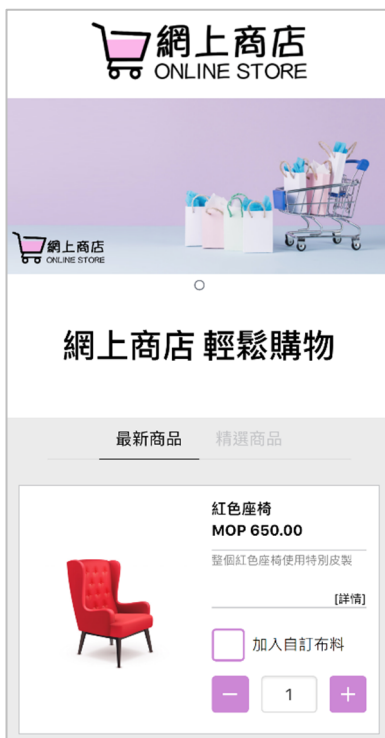 網上商店
ONLINE STORE
網上商店
ONLINE STORE
網上商店 輕鬆購物
最新商品 精選商品
紅色座椅
MOP 650.00
整個紅色座椅使用特別皮製
[詳情]
加入自訂布料
− 1 +